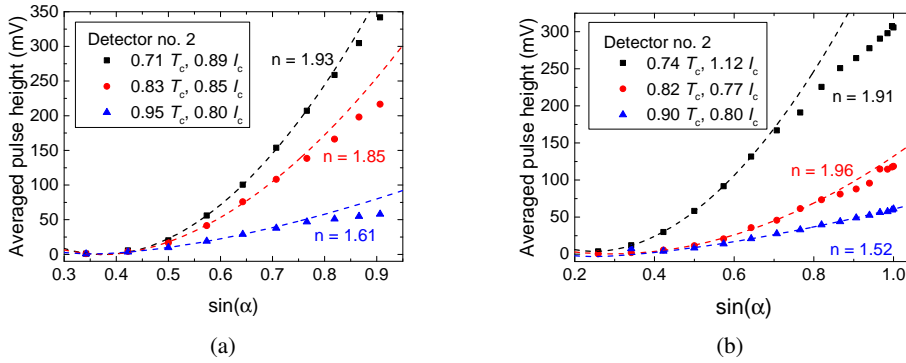 Averaged pulse height (mV)
350
300
250
200
150
100
50
0
Detector no. 2
0.71 T_c, 0.89 I_c
0.83 T_c, 0.85 I_c
0.95 T_c, 0.80 I_c
n = 1.93
n = 1.85
n = 1.61
0.3 0.4 0.5 0.6 0.7 0.8 0.9
sin(α)
(a)
Averaged pulse height (mV)
350
300
250
200
150
100
50
0
Detector no. 2
0.74 T_c, 1.12 I_c
0.82 T_c, 0.77 I_c
0.90 T_c, 0.80 I_c
n = 1.91
n = 1.96
n = 1.52
0.2 0.4 0.6 0.8 1.0
sin(α)
(b)